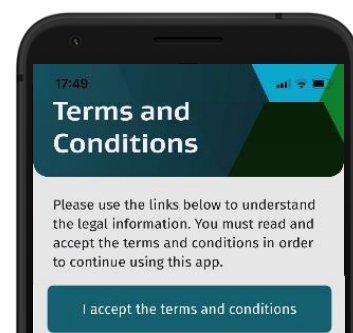 17:49
Terms and
Conditions
Please use the links below to understand
the legal information. You must read and
accept the terms and conditions in order
to continue using this app.
I accept the terms and conditions